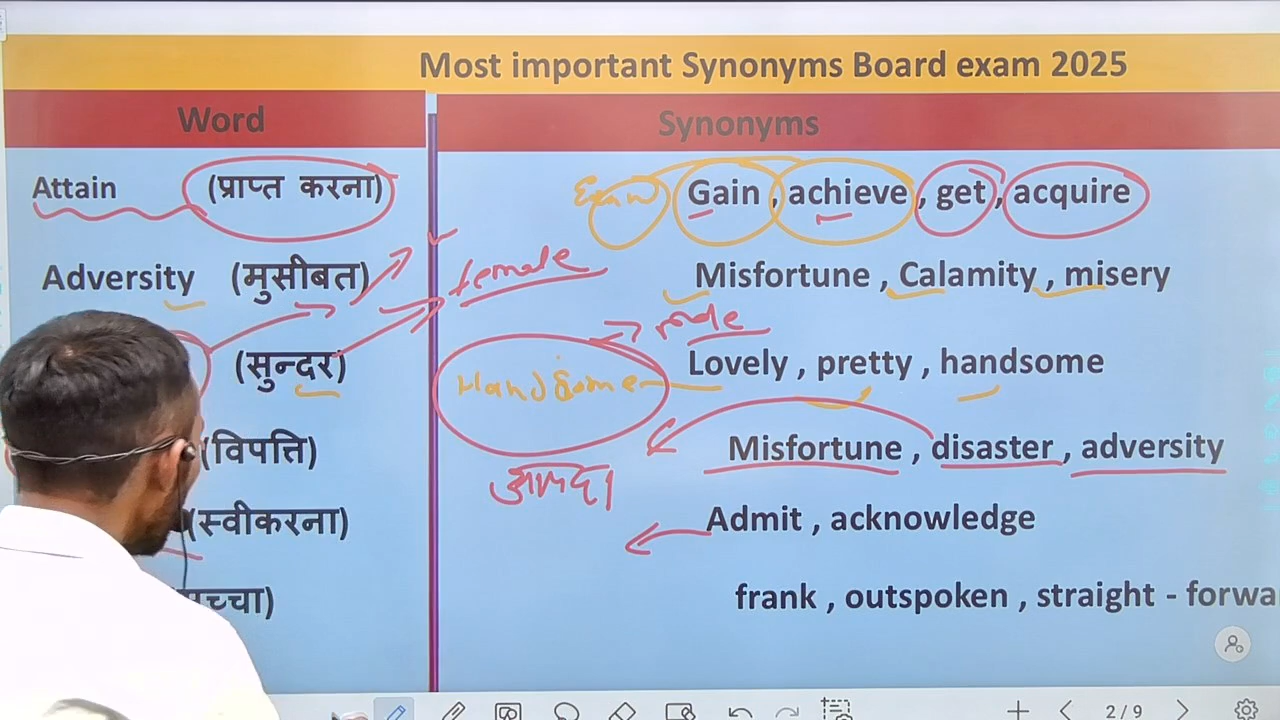 Most important Synonyms Board exam 2025
Word Synonyms
Attain (प्राप्त करना) Exam Gain , achieve , get , acquire
Adversity (मुसीबत) female Misfortune , Calamity , misery
male
(सुन्दर) Handsome Lovely , pretty , handsome
(विपत्ति) Misfortune , disaster , adversity
आपदा
(स्वीकरना) Admit , acknowledge
frank , outspoken , straight - forwa
2/9